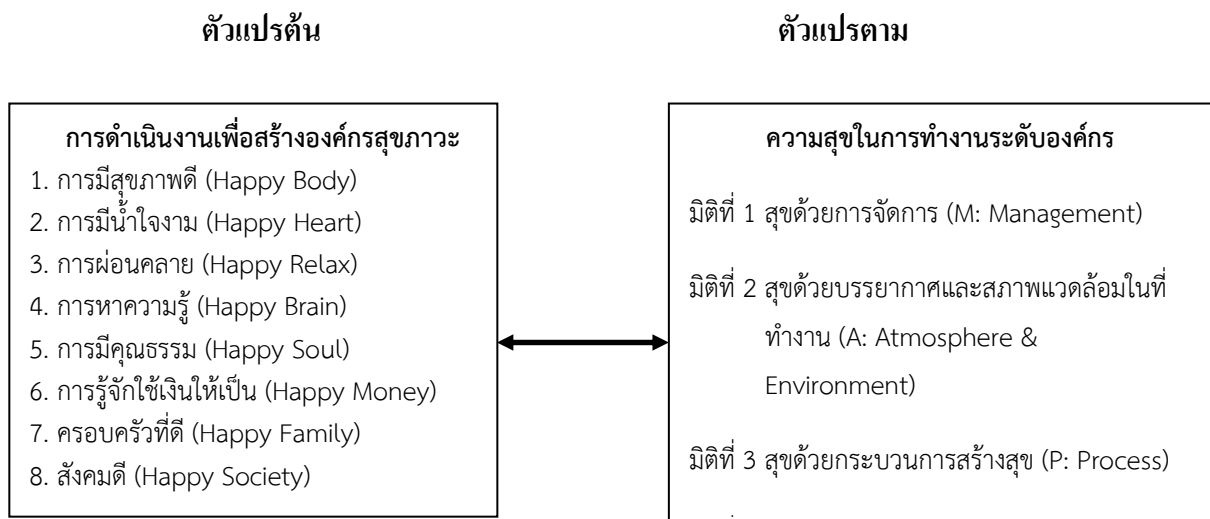 ตัวแปรต้น
ตัวแปรตาม
การดำเนินงานเพื่อสร้างองค์กรสุขภาวะ
1. การมีสุขภาพดี (Happy Body)
2. การมีน้ำใจงาม (Happy Heart)
3. การผ่อนคลาย (Happy Relax)
4. การหาความรู้ (Happy Brain)
5. การมีคุณธรรม (Happy Soul)
6. การรู้จักใช้เงินให้เป็น (Happy Money)
7. ครอบครัวที่ดี (Happy Family)
8. สังคมดี (Happy Society)
ความสุขในการทำงานระดับองค์กร
มิติที่ 1 สุขด้วยการจัดการ (M: Management)
มิติที่ 2 สุขด้วยบรรยากาศและสภาพแวดล้อมในที่
ทำงาน (A: Atmosphere &
Environment)
มิติที่ 3 สุขด้วยกระบวนการสร้างสุข (P: Process)